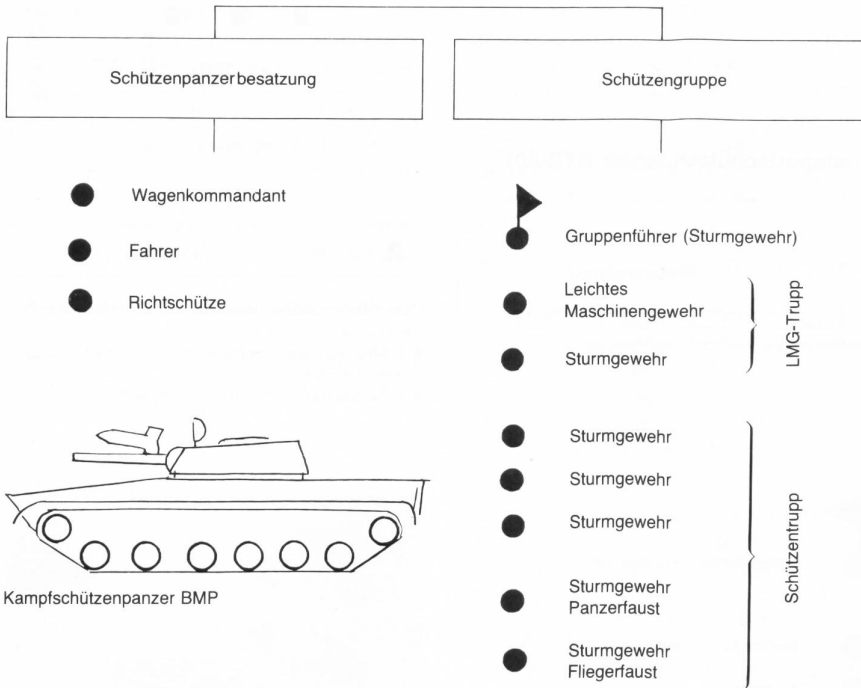 Schützenpanzerbesatzung
Schützengruppe
Wagenkommandant
Fahrer
Richtschütze
Kampfschützenpanzer BMP
Gruppenführer (Sturmgewehr)
Leichtes
Maschinengewehr
Sturmgewehr
LMG-Trupp
Sturmgewehr
Sturmgewehr
Sturmgewehr
Sturmgewehr
Panzerfaust
Sturmgewehr
Fliegerfaust
Schützentrupp